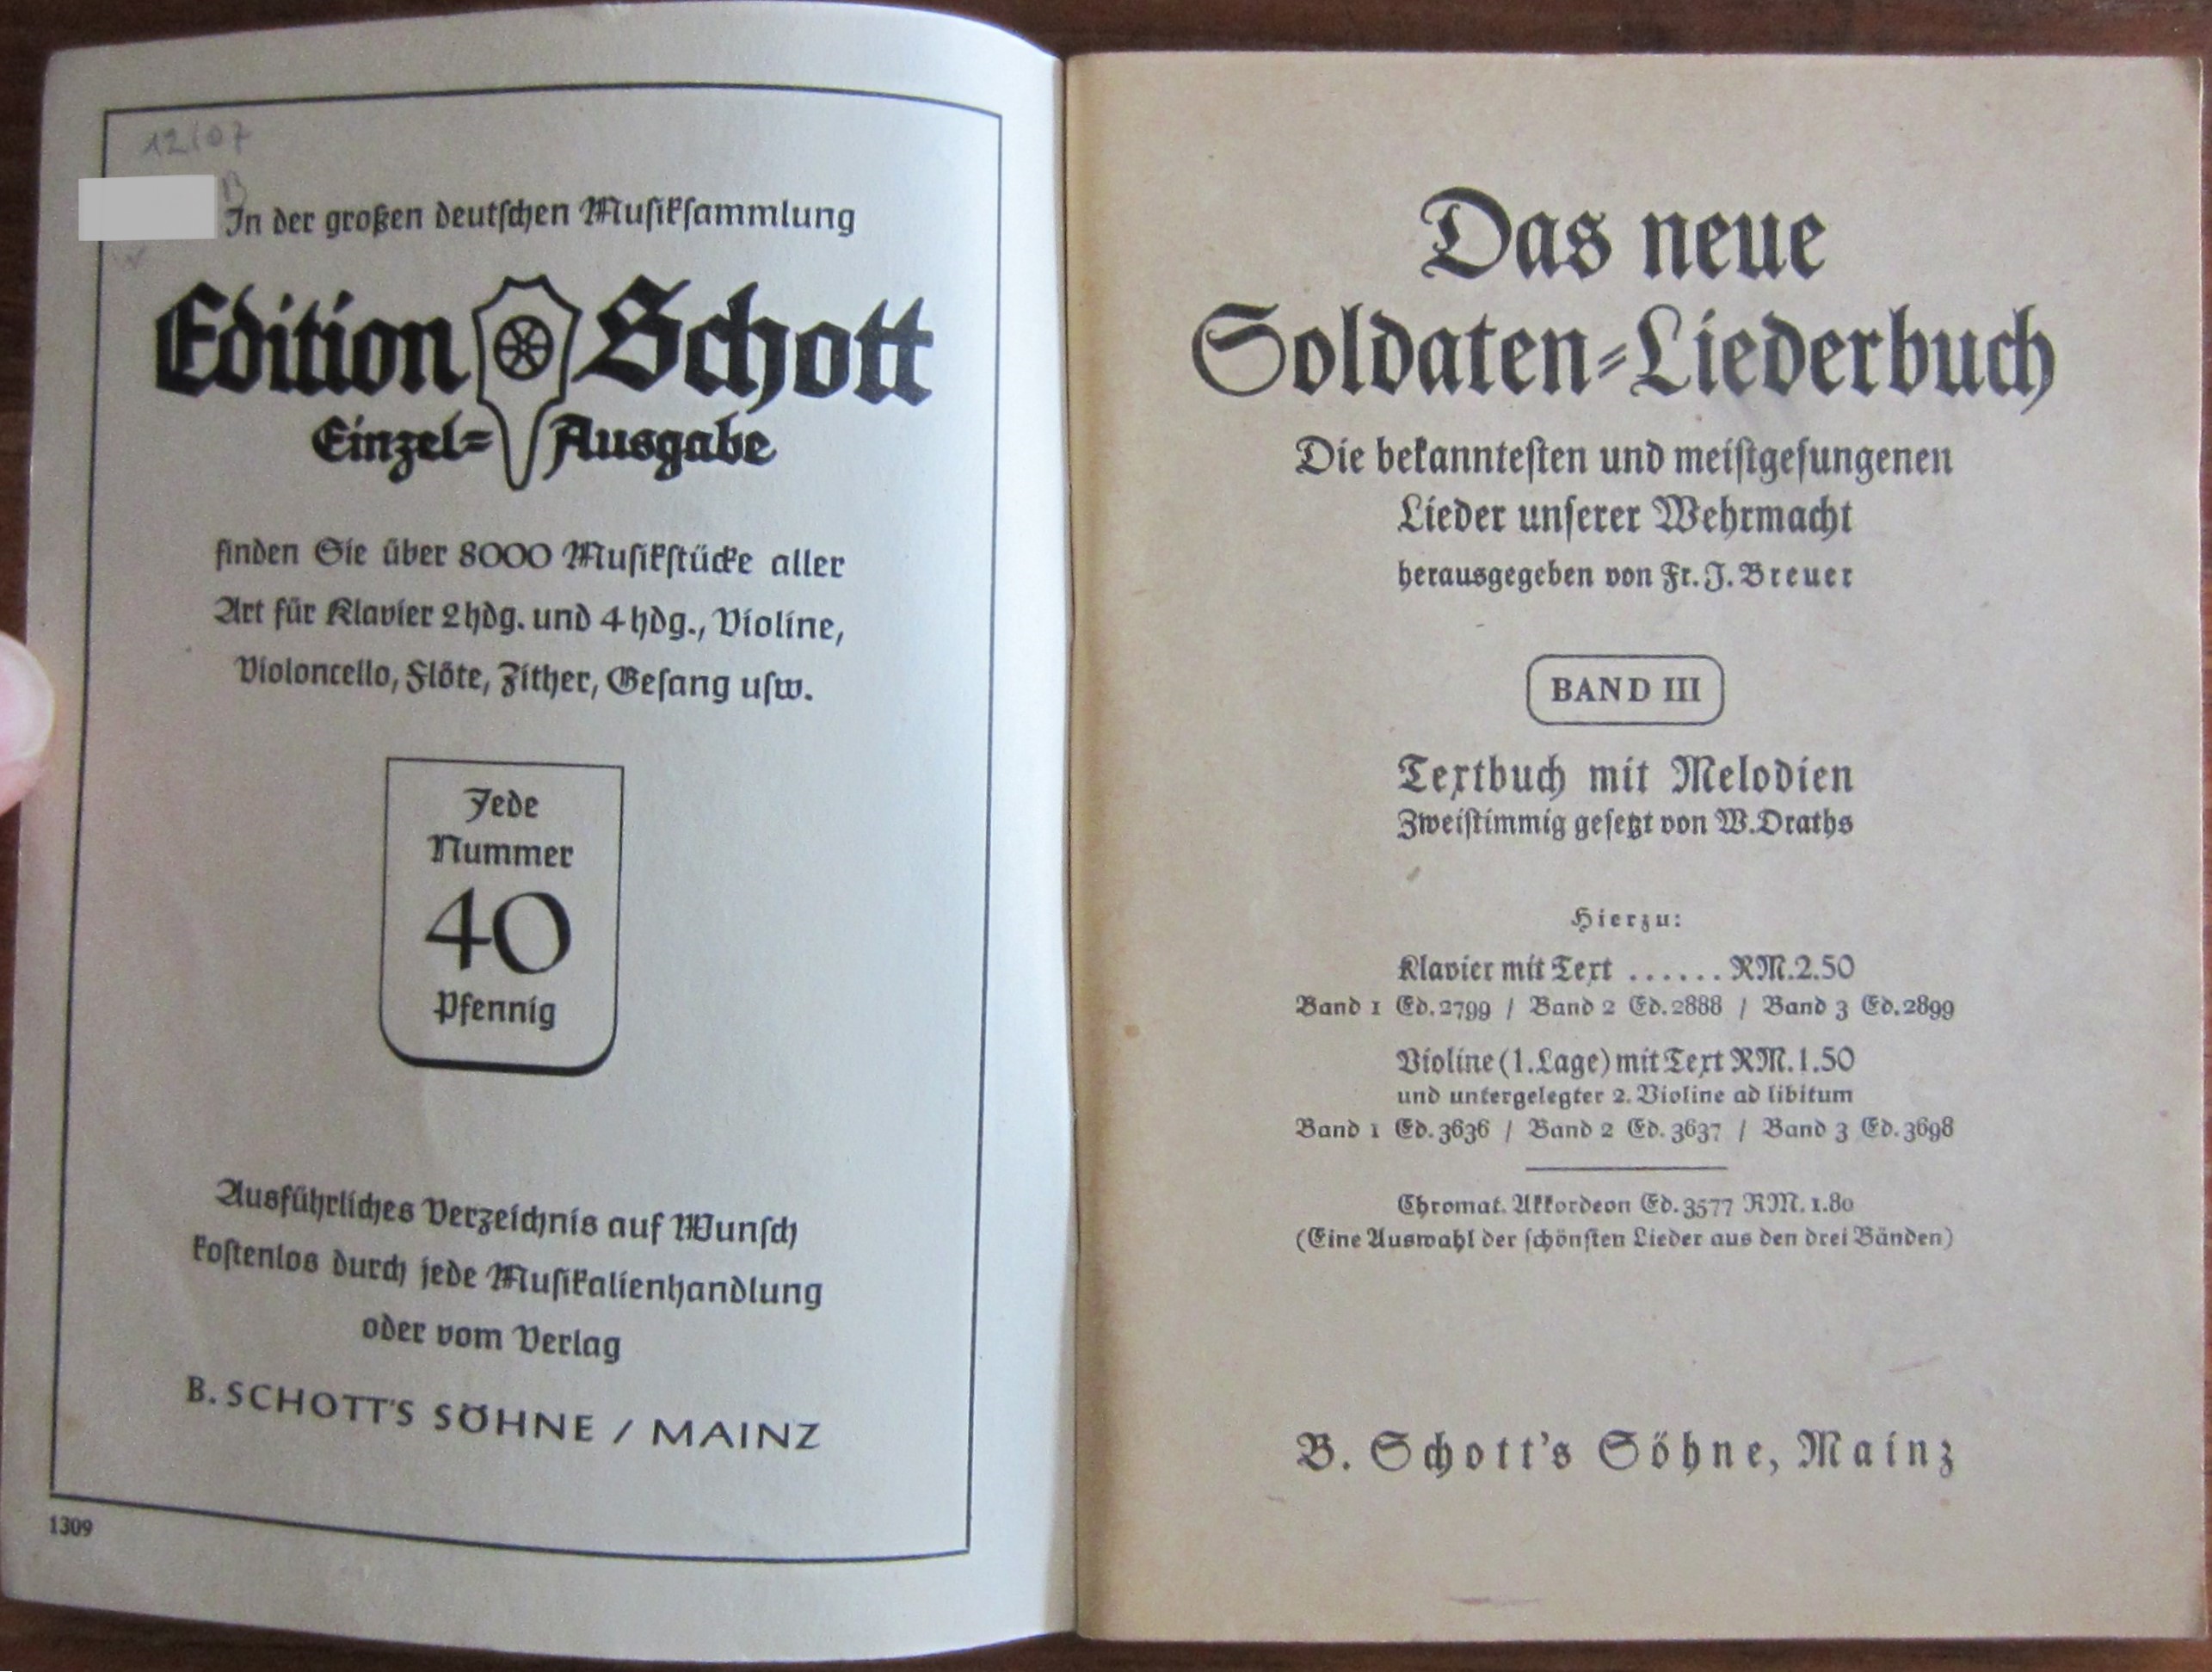 12/07
B
In der großen deutschen Musiksammlung
Edition Schott
Einzel= Ausgabe
finden Sie über 8000 Musikstücke aller
Art für Klavier 2hdg. und 4hdg., Violine,
Violoncello, Flöte, Zither, Gesang usw.
Jede
Nummer
40
Pfennig
Ausführliches Verzeichnis auf Wunsch
kostenlos durch jede Musikalienhandlung
oder vom Verlag
B. SCHOTT'S SÖHNE / MAINZ
1309
Das neue
Soldaten=Liederbuch
Die bekanntesten und meistgesungenen
Lieder unserer Wehrmacht
herausgegeben von Fr. J. Breuer
BAND III
Textbuch mit Melodien
Zweistimmig gesetzt von W. Draths
Hierzu:
Klavier mit Text ...... RM. 2.50
Band 1 Ed. 2799 / Band 2 Ed. 2888 / Band 3 Ed. 2899
Violine (1. Lage) mit Text RM. 1.50
und untergelegter 2. Violine ad libitum
Band 1 Ed. 3636 / Band 2 Ed. 3637 / Band 3 Ed. 3698
Chromat. Akkordeon Ed. 3577 RM. 1.80
(Eine Auswahl der schönsten Lieder aus den drei Bänden)
B. Schott's Söhne, Mainz